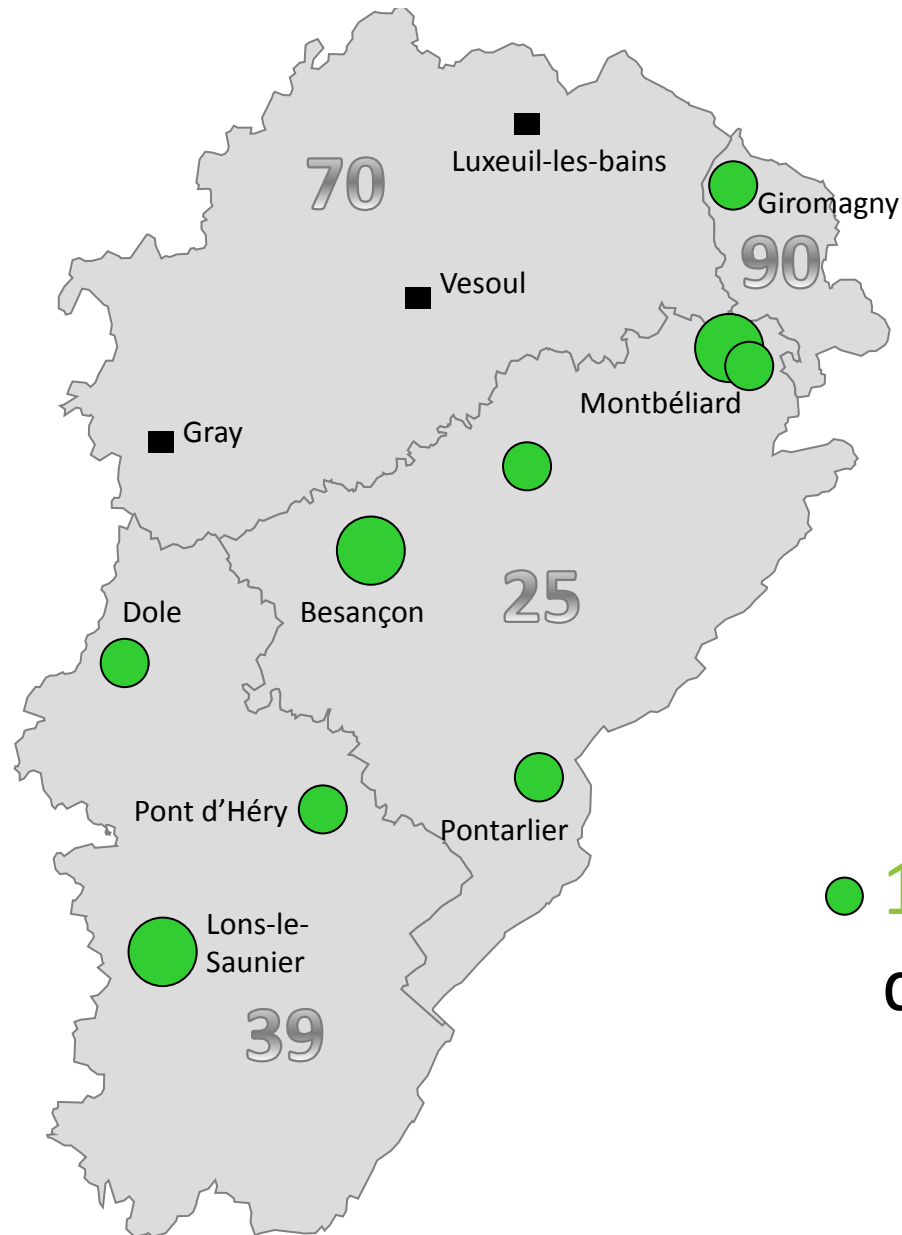 Luxeuil-les-bains
70
Giromagny
90
Vesoul
Montbéliard
Gray
25
Dole
Besançon
Pont d'Héry
Pontarlier
1
Lons-le-
Saunier
39